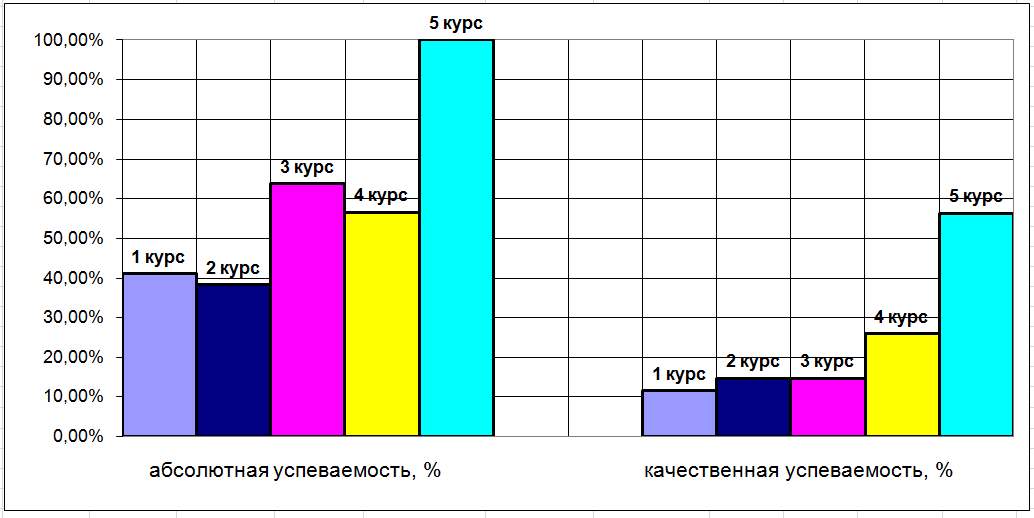 5 курс
100,00%
90,00%
80,00%
70,00%
3 курс
60,00%
4 курс
5 курс
50,00%
1 курс
2 курс
40,00%
30,00%
4 курс
20,00%
1 курс
2 курс
3 курс
10,00%
0,00%
абсолютная успеваемость, %
качественная успеваемость, %